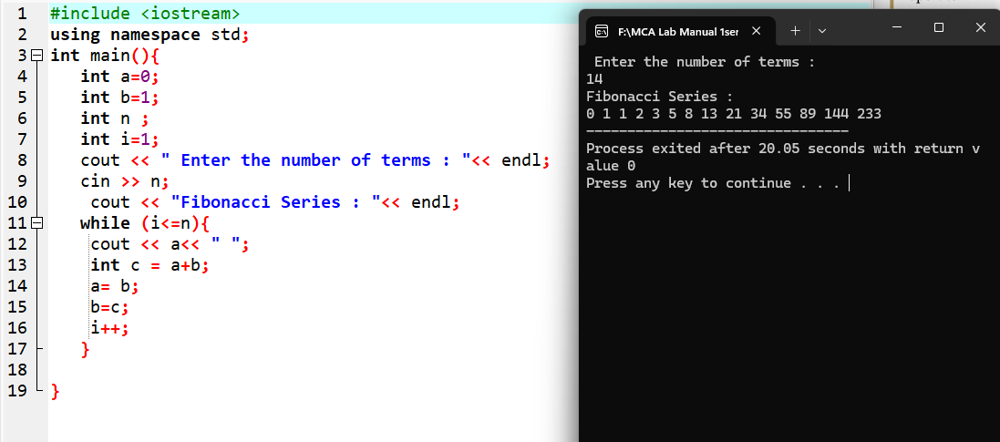 1 #include <iostream>
2 using namespace std;
3 int main(){
4 int a=0;
5 int b=1;
6 int n ;
7 int i=1;
8 cout << " Enter the number of terms : "<< endl;
9 cin >> n;
10 cout << "Fibonacci Series : "<< endl;
11 while (i<=n){
12 cout << a<< " ";
13 int c = a+b;
14 a= b;
15 b=c;
16 i++;
17 }
18
19 }
F:\MCA Lab Manual 1ser
Enter the number of terms :
14
Fibonacci Series :
0 1 1 2 3 5 8 13 21 34 55 89 144 233
--------------------------------
Process exited after 20.05 seconds with return v
alue 0
Press any key to continue . . .